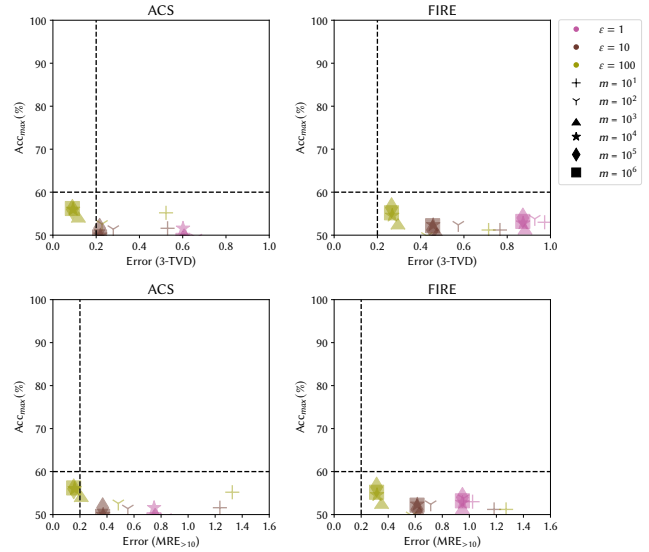 ACS
FIRE
100
90
80
70
60
50
Acc_max (%)
0.0 0.2 0.4 0.6 0.8 1.0
Error (3-TVD)
100
90
80
70
60
50
Acc_max (%)
0.0 0.2 0.4 0.6 0.8 1.0
Error (3-TVD)
ε = 1
ε = 10
ε = 100
m = 10¹
m = 10²
m = 10³
m = 10⁴
m = 10⁵
m = 10⁶
ACS
FIRE
100
90
80
70
60
50
Acc_max (%)
0.0 0.2 0.4 0.6 0.8 1.0 1.2 1.4 1.6
Error (MRE_>10)
100
90
80
70
60
50
Acc_max (%)
0.0 0.2 0.4 0.6 0.8 1.0 1.2 1.4 1.6
Error (MRE_>10)